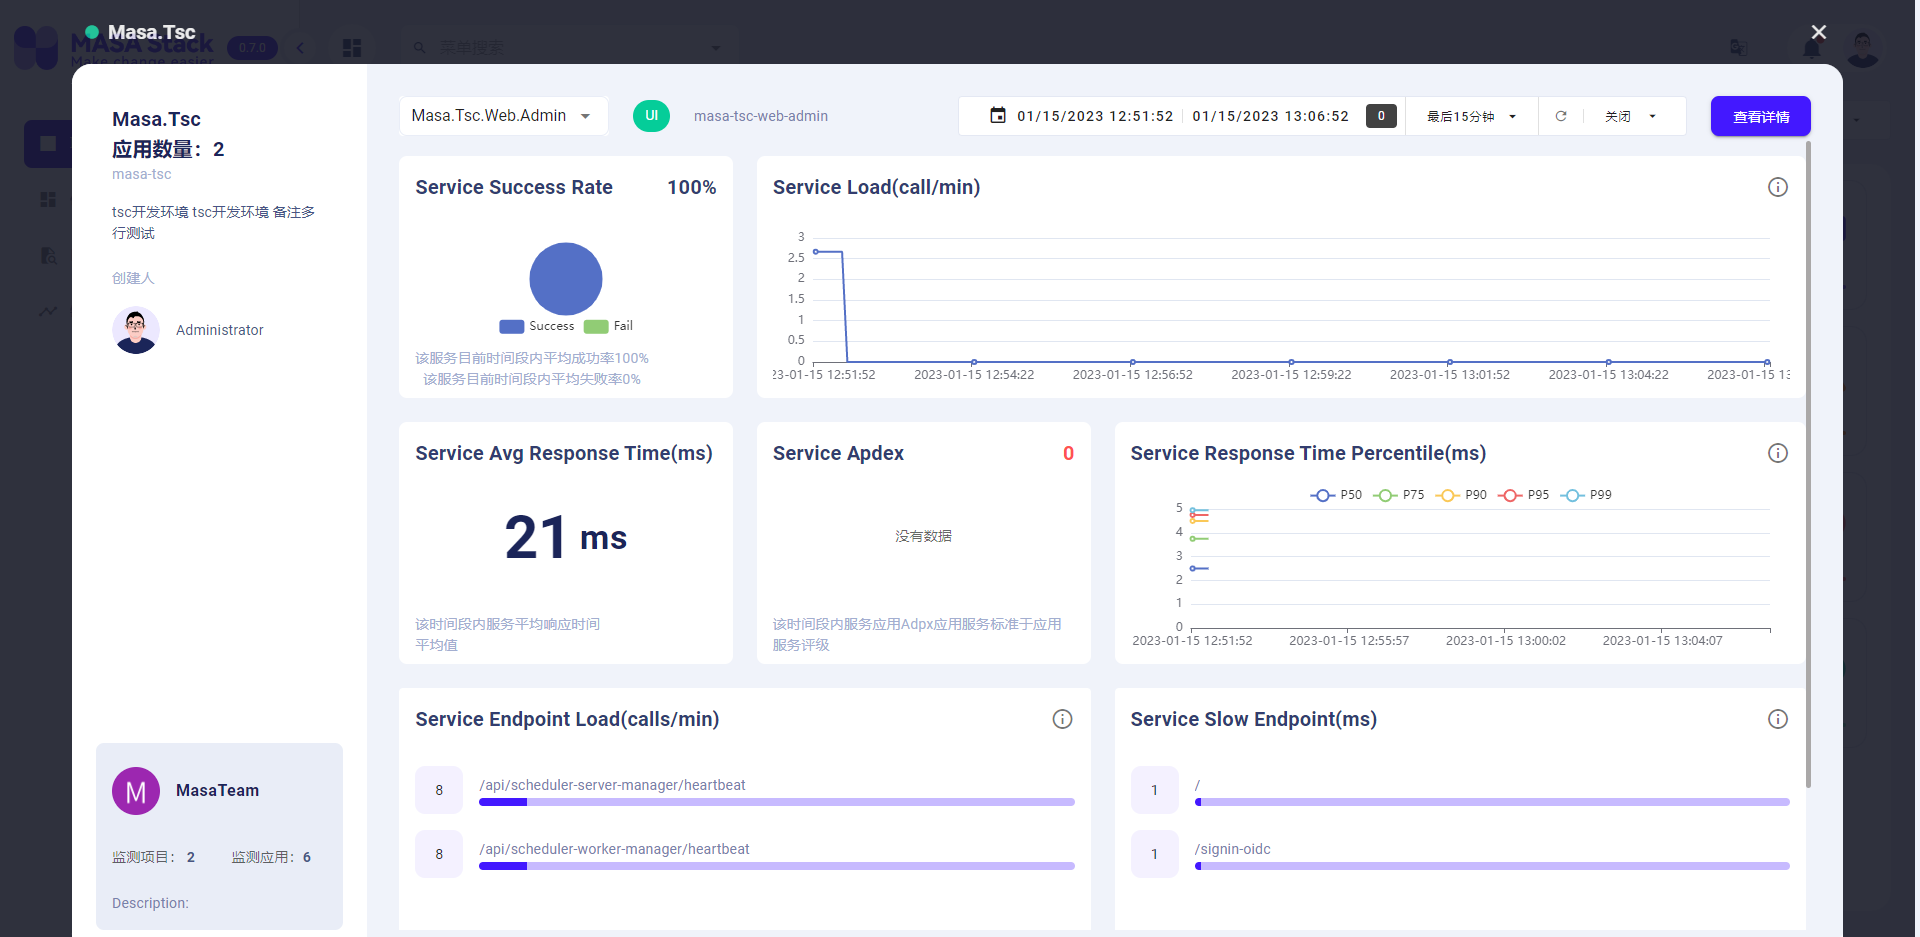 Masa.Tsc
MASA Stack
Make change easier
0.7.0
菜单搜索
Masa.Tsc
应用数量：2
masa-tsc
tsc开发环境 tsc开发环境 备注多
行测试
创建人
Administrator
MasaTeam
监测项目： 2 监测应用：6
Description:
Masa.Tsc.Web.Admin
UI
masa-tsc-web-admin
01/15/2023 12:51:52
01/15/2023 13:06:52
0
最后15分钟
关闭
查看详情
Service Success Rate 100%
Success Fail
该服务目前时间段内平均成功率100%
该服务目前时间段内平均失败率0%
Service Load(call/min)
3
2.5
2
1.5
1
0.5
0
23-01-15 12:51:52 2023-01-15 12:54:22 2023-01-15 12:56:52 2023-01-15 12:59:22 2023-01-15 13:01:52 2023-01-15 13:04:22 2023-01-15 13:
Service Avg Response Time(ms)
21 ms
该时间段内服务平均响应时间
平均值
Service Apdex 0
没有数据
该时间段内服务应用Adpx应用服务标准于应用
服务评级
Service Response Time Percentile(ms)
P50 P75 P90 P95 P99
5
4
3
2
1
0
2023-01-15 12:51:52 2023-01-15 12:55:57 2023-01-15 13:00:02 2023-01-15 13:04:07
Service Endpoint Load(calls/min)
8 /api/scheduler-server-manager/heartbeat
8 /api/scheduler-worker-manager/heartbeat
Service Slow Endpoint(ms)
1 /
1 /signin-oidc